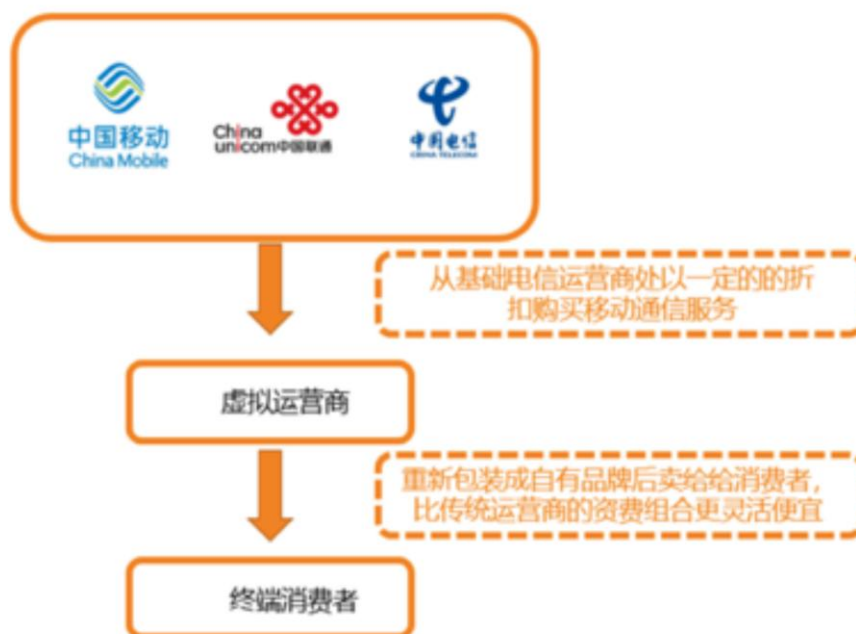 中国移动
China Mobile
China
unicom中国联通
中国电信
CHINA TELECOM
从基础电信运营商处以一定的的折
扣购买移动通信服务
虚拟运营商
重新包装成自有品牌后卖给给消费者，
比传统运营商的资费组合更灵活便宜
终端消费者